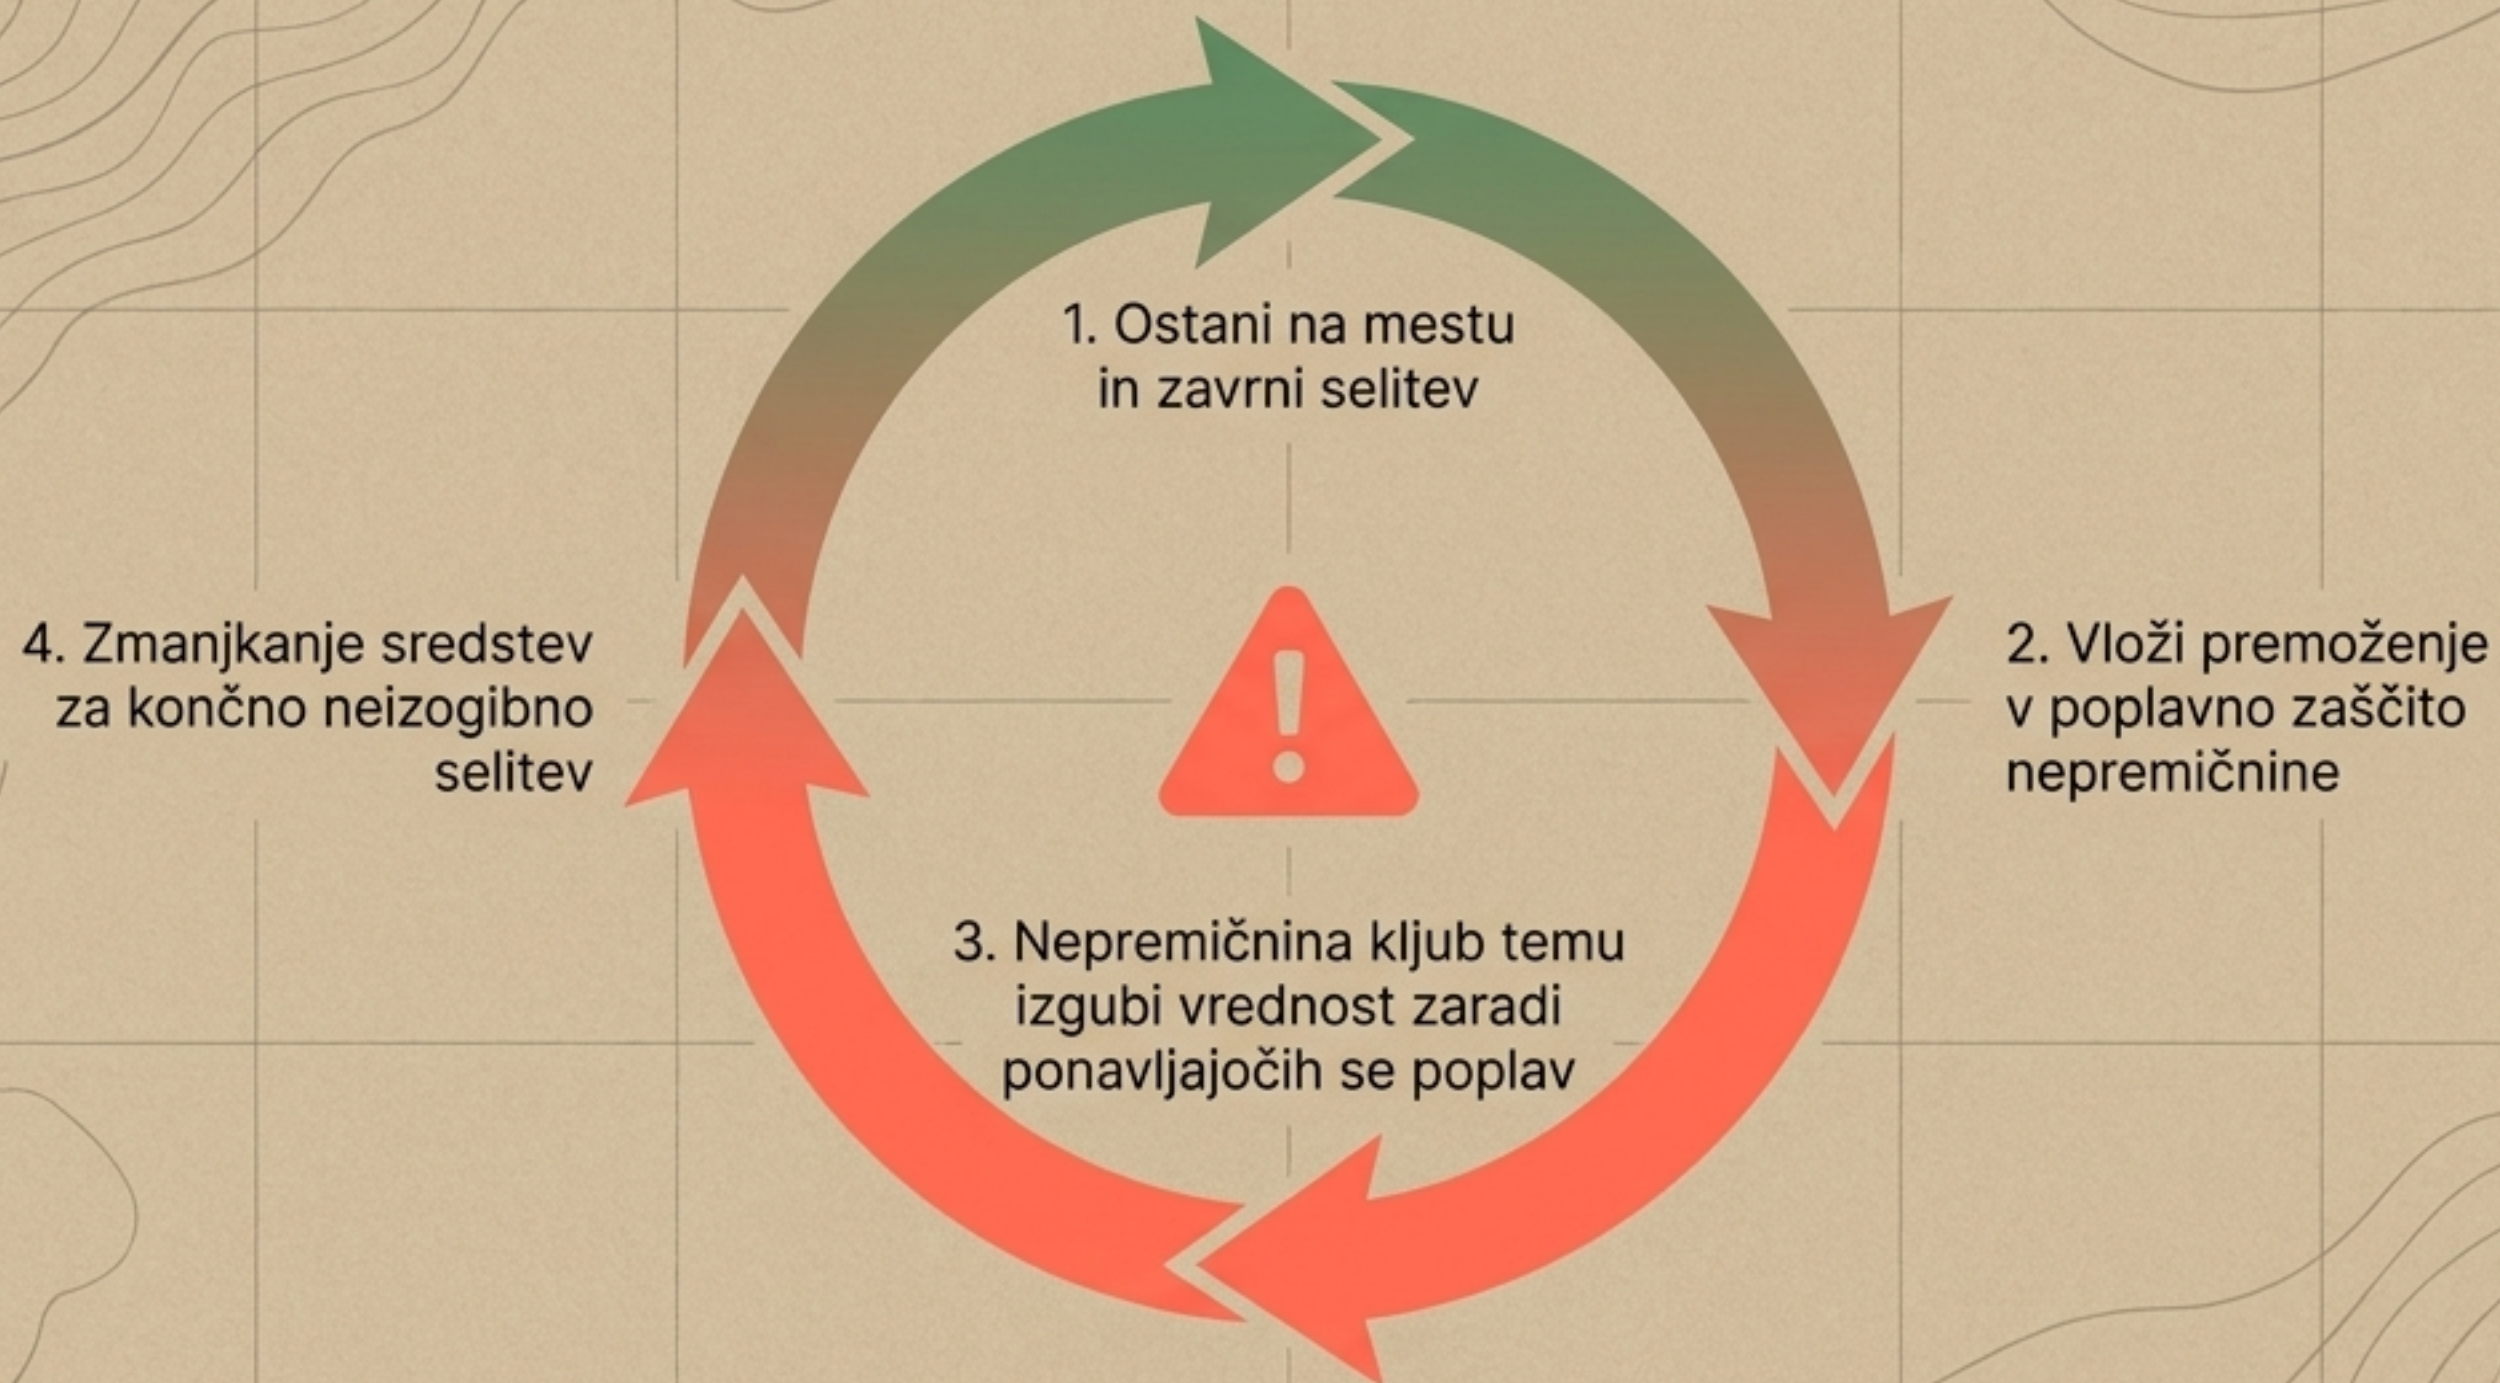 1. Ostani na mestu
in zavrni selitev
2. Vloži premoženje
v poplavno zaščito
nepremičnine
3. Nepremičnina kljub temu
izgubi vrednost zaradi
ponavljajočih se poplav
4. Zmanjkanje sredstev
za končno neizogibno
selitev